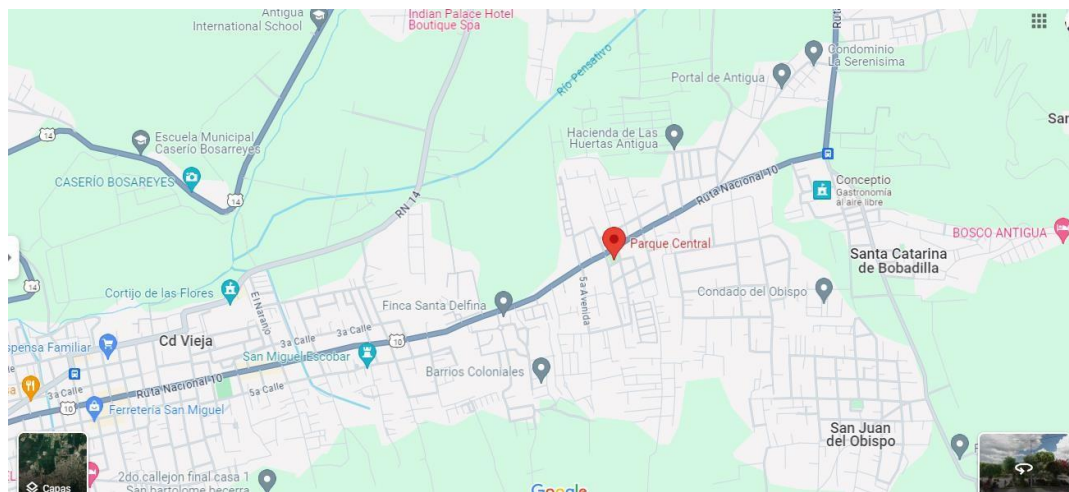 Antigua
International School
Indian Palace Hotel
Boutique Spa
Ruta
Condominio
La Serenisima
Río Pensativo
Portal de Antigua
14
Escuela Municipal
Caserío Bosarreyes
Hacienda de Las
Huertas Antigua
San
CASERÍO BOSAREYES
14
Ruta Nacional 10
Conceptio
Gastronomía
al aire libre
RN 14
BOSCO ANTIGUA
Parque Central
Santa Catarina
de Bobadilla
14
Cortijo de las Flores
El Naranjo
Finca Santa Delfina
5a Avenida
Condado del Obispo
3a Calle
Cd Vieja
3a Calle
10
spensa Familiar
San Miguel Escobar
Barrios Coloniales
Ruta Nacional 10
5a Calle
3a Calle
10
Ferretería San Miguel
San Juan
del Obispo
2do callejon final casa 1
San bartolome becerra
Capas
Google